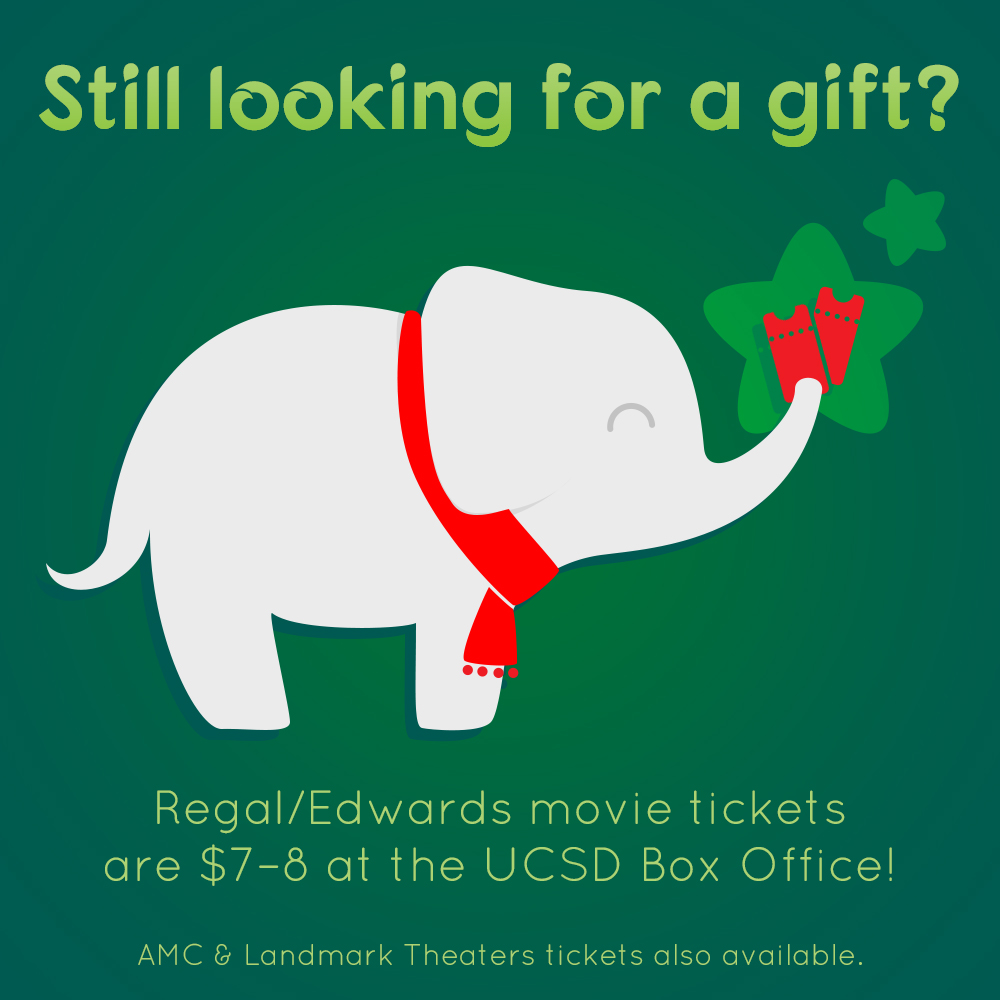 Still looking for a gift?
Regal/Edwards movie tickets
are $7–8 at the UCSD Box Office!
AMC & Landmark Theaters tickets also available.